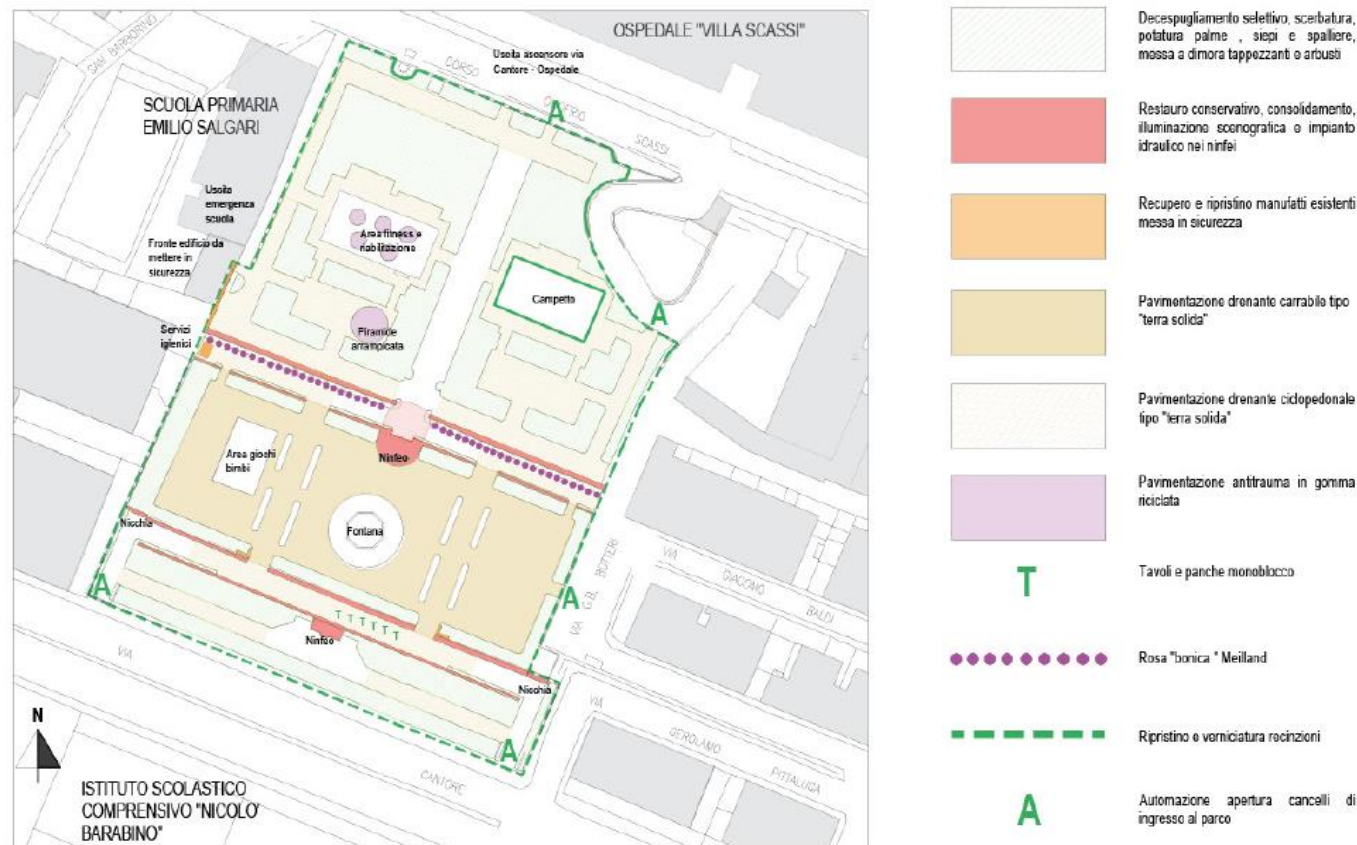 OSPEDALE "VILLA SCASSI"
SAN BARBORINO
Uscita ascensore via
Cantore - Ospedale
CORSO
SCASSI
SCUOLA PRIMARIA
EMILIO SALGARI
A
Uscita
emergenza
scuola
Fronte edificio da
mettere in
sicurezza
Area fitness e
riabilitazione
Campetto
A
Servizi
igienici
Piramide
arrampicata
Ninfeo
Area giochi
bimbi
Fontana
Nicchia
A
A
T T T T T T
Ninfeo
Nicchia
A
VIA G.B. BOTTERI
VIA
DIACONO
BALDI
VIA
GEROLAMO
PITTALUGA
VIA
CANTORE
N
ISTITUTO SCOLASTICO
COMPRENSIVO "NICOLO'
BARABINO"
Decespugliamento selettivo, scerbatura,
potatura palme , siepi e spalliere,
messa a dimora tappezzanti e arbusti
Restauro conservativo, consolidamento,
illuminazione scenografica e impianto
idraulico nei ninfei
Recupero e ripristino manufatti esistenti
messa in sicurezza
Pavimentazione drenante carrabile tipo
"terra solida"
Pavimentazione drenante ciclopedonale
tipo "terra solida"
Pavimentazione antitrauma in gomma
riciclata
T
Tavoli e panche monoblocco
Rosa "bonica " Meilland
Ripristino e verniciatura recinzioni
A
Automazione apertura cancelli di
ingresso al parco